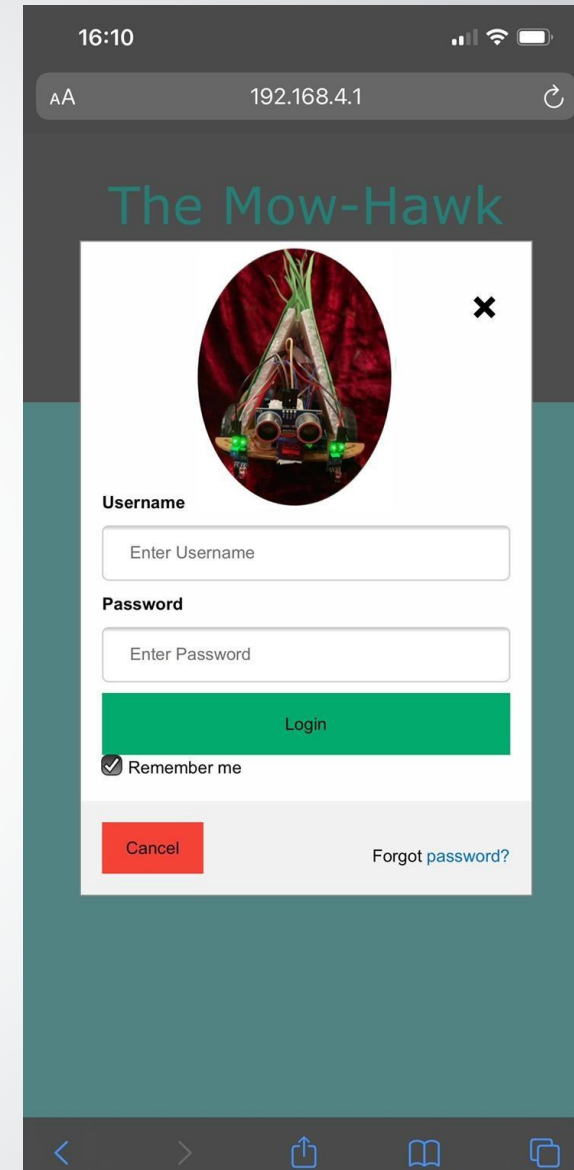 16:10
AA 192.168.4.1
The Mow-Hawk
Username
Enter Username
Password
Enter Password
Login
Remember me
Cancel
Forgot password?